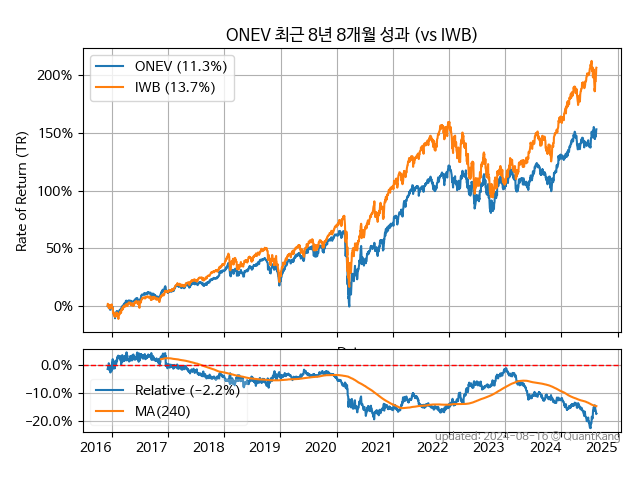 ONEV 최근 8년 8개월 성과 (vs IWB)
Rate of Return (TR)
200%
150%
100%
50%
0%
ONEV (11.3%)
IWB (13.7%)
0.0%
-10.0%
-20.0%
Relative (-2.2%)
MA(240)
2016 2017 2018 2019 2020 2021 2022 2023 2024 2025
updated: 2024-08-16 © QuantKang